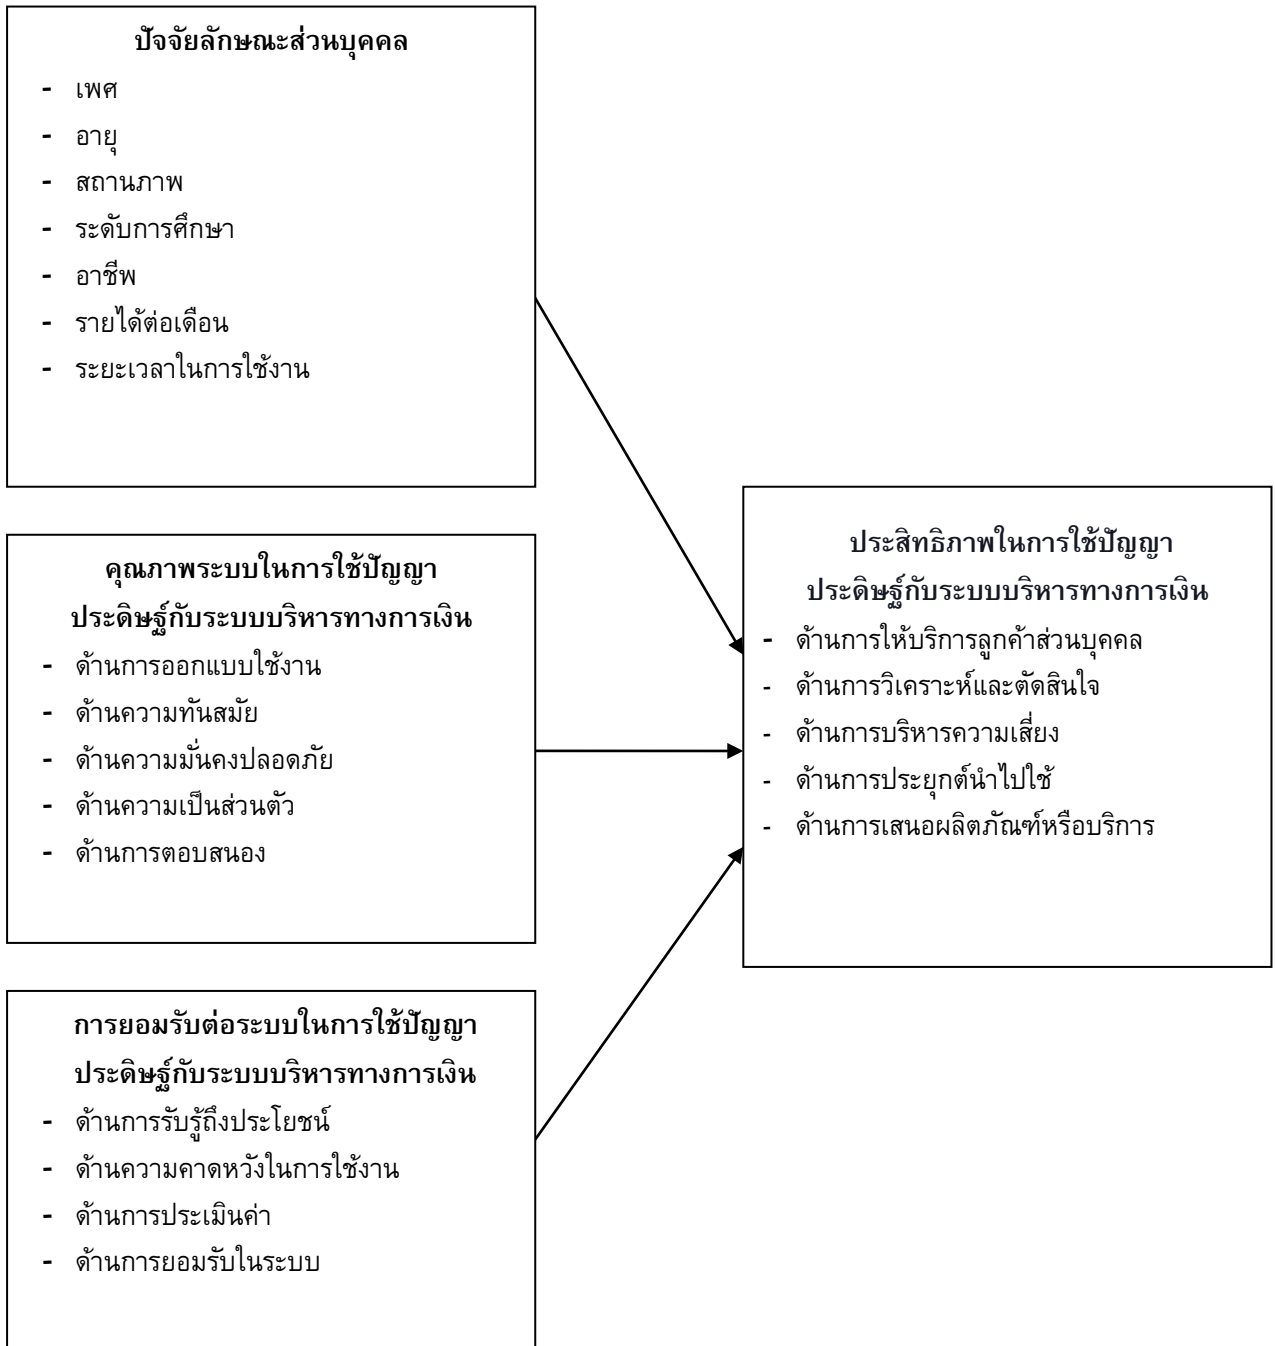 ปัจจัยลักษณะส่วนบุคคล
- เพศ
- อายุ
- สถานภาพ
- ระดับการศึกษา
- อาชีพ
- รายได้ต่อเดือน
- ระยะเวลาในการใช้งาน
คุณภาพระบบในการใช้ปัญญา
ประดิษฐ์กับระบบบริหารทางการเงิน
- ด้านการออกแบบใช้งาน
- ด้านความทันสมัย
- ด้านความมั่นคงปลอดภัย
- ด้านความเป็นส่วนตัว
- ด้านการตอบสนอง
การยอมรับต่อระบบในการใช้ปัญญา
ประดิษฐ์กับระบบบริหารทางการเงิน
- ด้านการรับรู้ถึงประโยชน์
- ด้านความคาดหวังในการใช้งาน
- ด้านการประเมินค่า
- ด้านการยอมรับในระบบ
ประสิทธิภาพในการใช้ปัญญา
ประดิษฐ์กับระบบบริหารทางการเงิน
- ด้านการให้บริการลูกค้าส่วนบุคคล
- ด้านการวิเคราะห์และตัดสินใจ
- ด้านการบริหารความเสี่ยง
- ด้านการประยุกต์นำไปใช้
- ด้านการเสนอผลิตภัณฑ์หรือบริการ